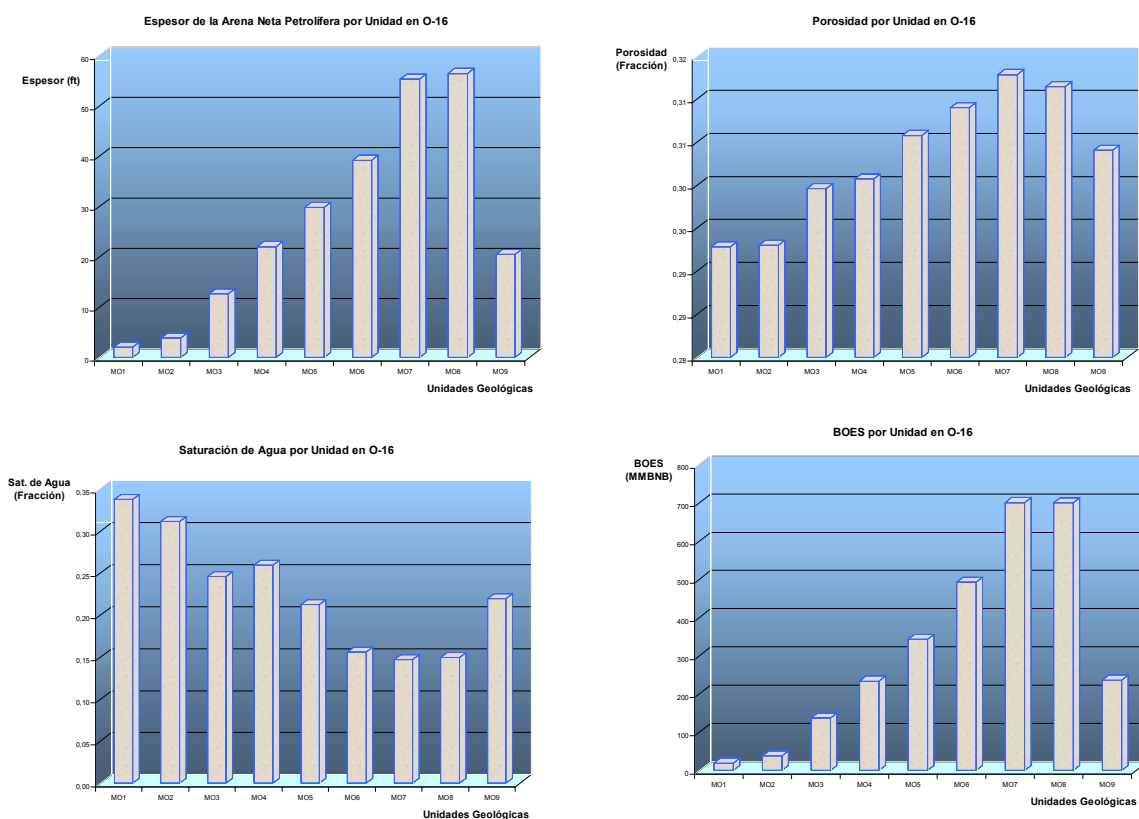 Espesor de la Arena Neta Petrolífera por Unidad en O-16
Espesor (ft)
60
50
40
30
20
10
0
MO1 MO2 MO3 MO4 MO5 MO6 MO7 MO8 MO9
Unidades Geológicas
Porosidad por Unidad en O-16
Porosidad
(Fracción)
0,32
0,31
0,31
0,30
0,30
0,29
0,29
0,28
MO1 MO2 MO3 MO4 MO5 MO6 MO7 MO8 MO9
Unidades Geológicas
Saturación de Agua por Unidad en O-16
Sat. de Agua
(Fracción)
0,35
0,30
0,25
0,20
0,15
0,10
0,05
0,00
MO1 MO2 MO3 MO4 MO5 MO6 MO7 MO8 MO9
Unidades Geológicas
BOES por Unidad en O-16
BOES
(MMBNB)
800
700
600
500
400
300
200
100
0
MO1 MO2 MO3 MO4 MO5 MO6 MO7 MO8 MO9
Unidades Geológicas